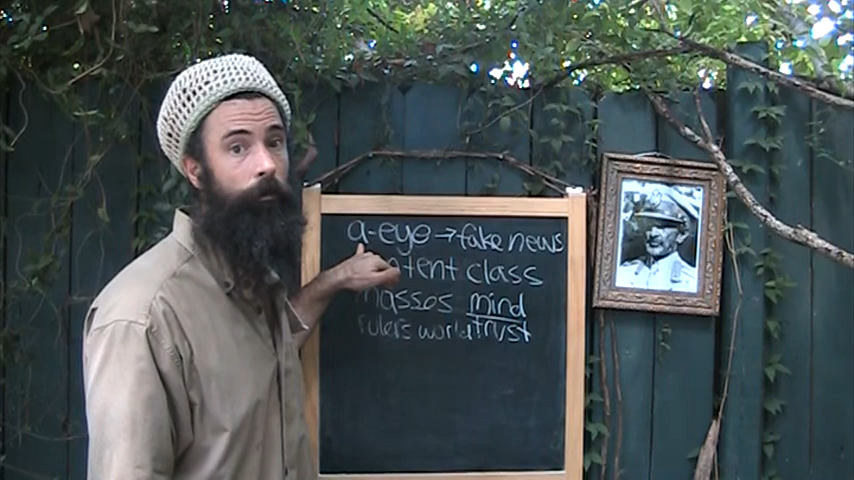 a-eye → fake news
class
masses mind
rulers world trust